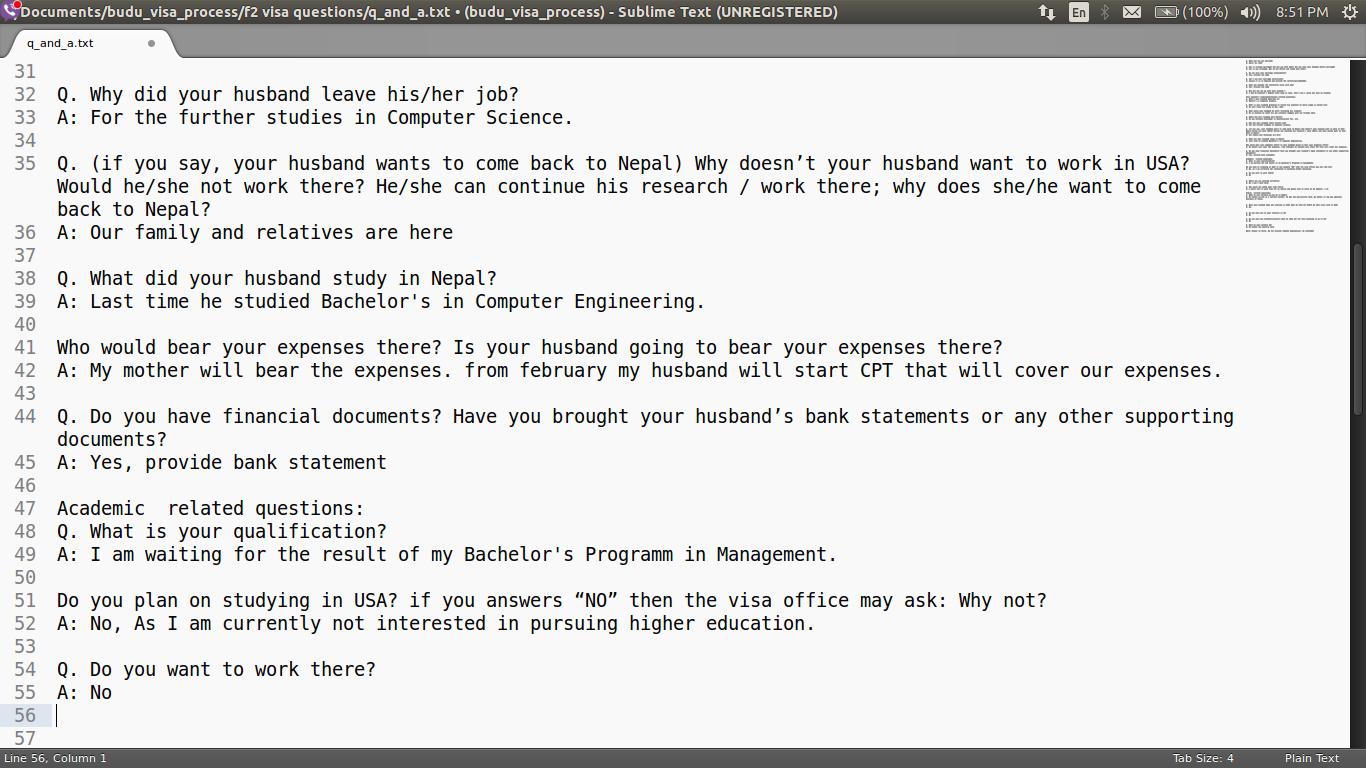 Documents/budu_visa_process/f2 visa questions/q_and_a.txt • (budu_visa_process) - Sublime Text (UNREGISTERED) En (100%) 8:51 PM
q_and_a.txt
31
32 Q. Why did your husband leave his/her job?
33 A: For the further studies in Computer Science.
34
35 Q. (if you say, your husband wants to come back to Nepal) Why doesn’t your husband want to work in USA?
Would he/she not work there? He/she can continue his research / work there; why does she/he want to come
back to Nepal?
36 A: Our family and relatives are here
37
38 Q. What did your husband study in Nepal?
39 A: Last time he studied Bachelor's in Computer Engineering.
40
41 Who would bear your expenses there? Is your husband going to bear your expenses there?
42 A: My mother will bear the expenses. from february my husband will start CPT that will cover our expenses.
43
44 Q. Do you have financial documents? Have you brought your husband’s bank statements or any other supporting
documents?
45 A: Yes, provide bank statement
46
47 Academic  related questions:
48 Q. What is your qualification?
49 A: I am waiting for the result of my Bachelor's Programm in Management.
50
51 Do you plan on studying in USA? if you answers “NO” then the visa office may ask: Why not?
52 A: No, As I am currently not interested in pursuing higher education.
53
54 Q. Do you want to work there?
55 A: No
56
57
Line 56, Column 1 Tab Size: 4 Plain Text